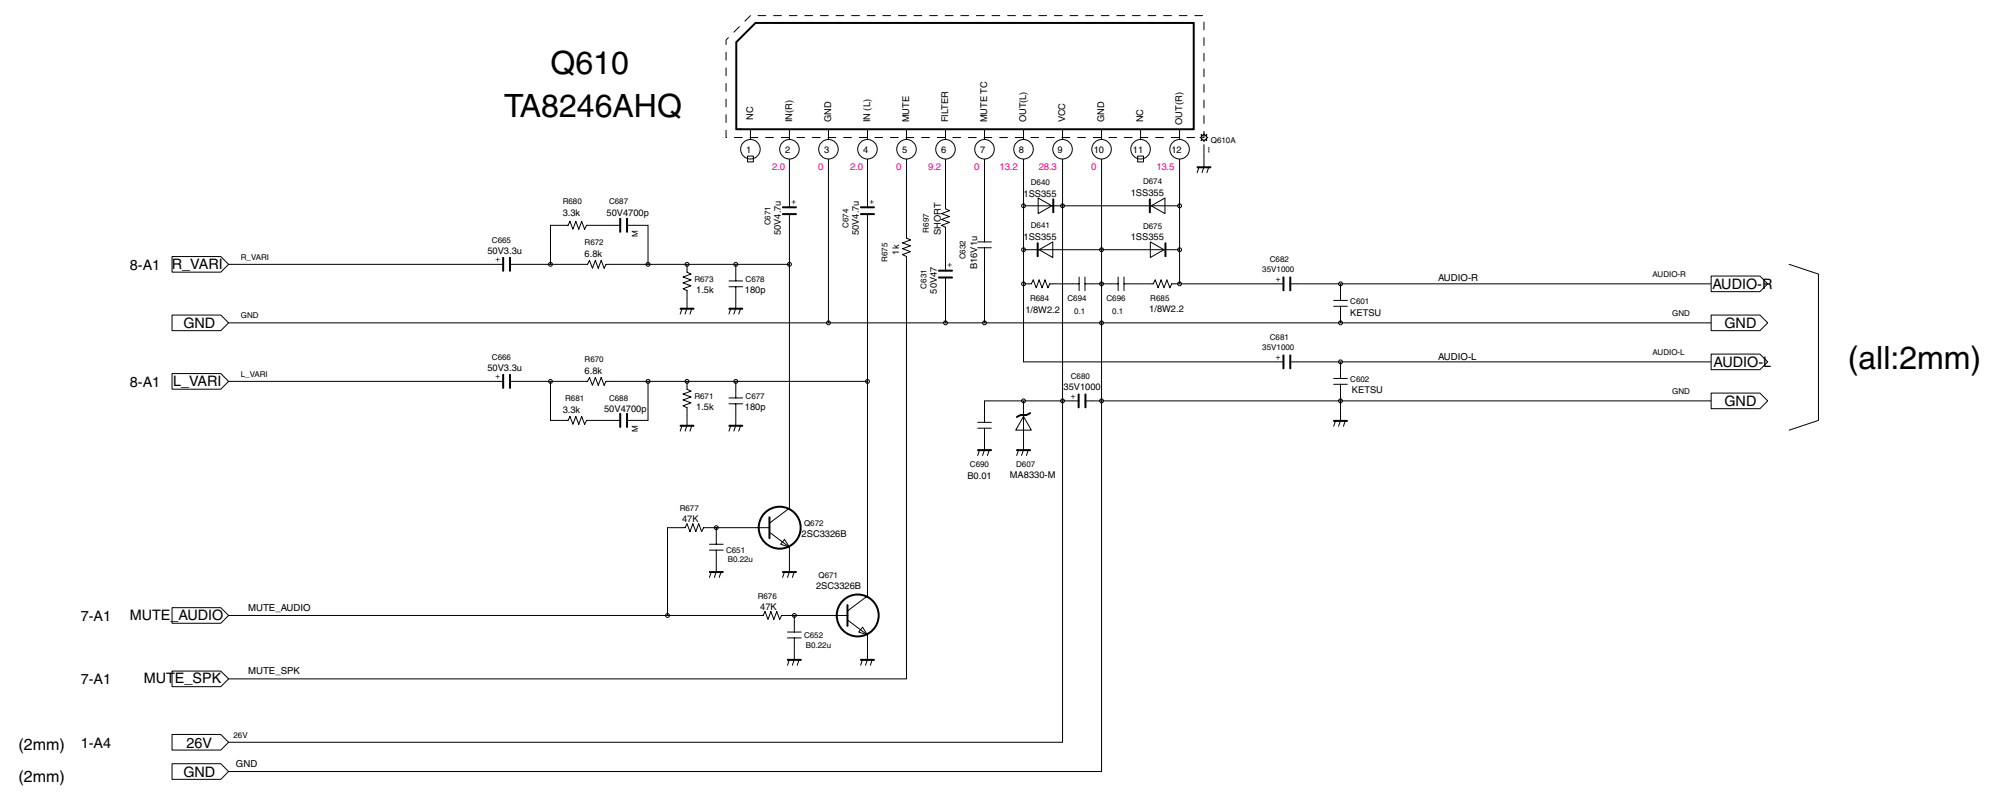 Q610
TA8246AHQ
NC
IN(R)
GND
IN (L)
MUTE
FILTER
MUTE TC
OUT(L)
VCC
GND
NC
OUT(R)
1 2 3 4 5 6 7 8 9 10 11 12
Q610A
1
2.0 0 2.0 0 9.2 0 13.2 28.3 0 13.5
D640
1SS355
D674
1SS355
D641
1SS355
D675
1SS355
C671
50V4.7u
+
C674
50V4.7u
+
R675
1k
R697
SHORT
C631
50V47
+
C632
B16V1u
R680
3.3k
C687
50V4700p
M
C665
50V3.3u
+
R672
6.8k
8-A1
R_VARI
R_VARI
R673
1.5k
C678
180p
R684
1/8W2.2
C694
0.1
C696
0.1
R685
1/8W2.2
C682
35V1000
+
AUDIO-R
AUDIO-R
AUDIO-R
C601
KETSU
GND
GND
GND
GND
C681
35V1000
+
AUDIO-L
AUDIO-L
AUDIO-L
C602
KETSU
(all:2mm)
C666
50V3.3u
+
R670
6.8k
8-A1
L_VARI
L_VARI
R681
3.3k
C688
50V4700p
M
R671
1.5k
C677
180p
C680
35V1000
+
GND
GND
C690
B0.01
D607
MA8330-M
R677
47K
Q672
2SC3326B
C651
B0.22u
Q671
2SC3326B
R676
47K
C652
B0.22u
7-A1
MUTE_AUDIO
MUTE_AUDIO
7-A1
MUTE_SPK
MUTE_SPK
(2mm)
1-A4
26V
26V
(2mm)
GND
GND